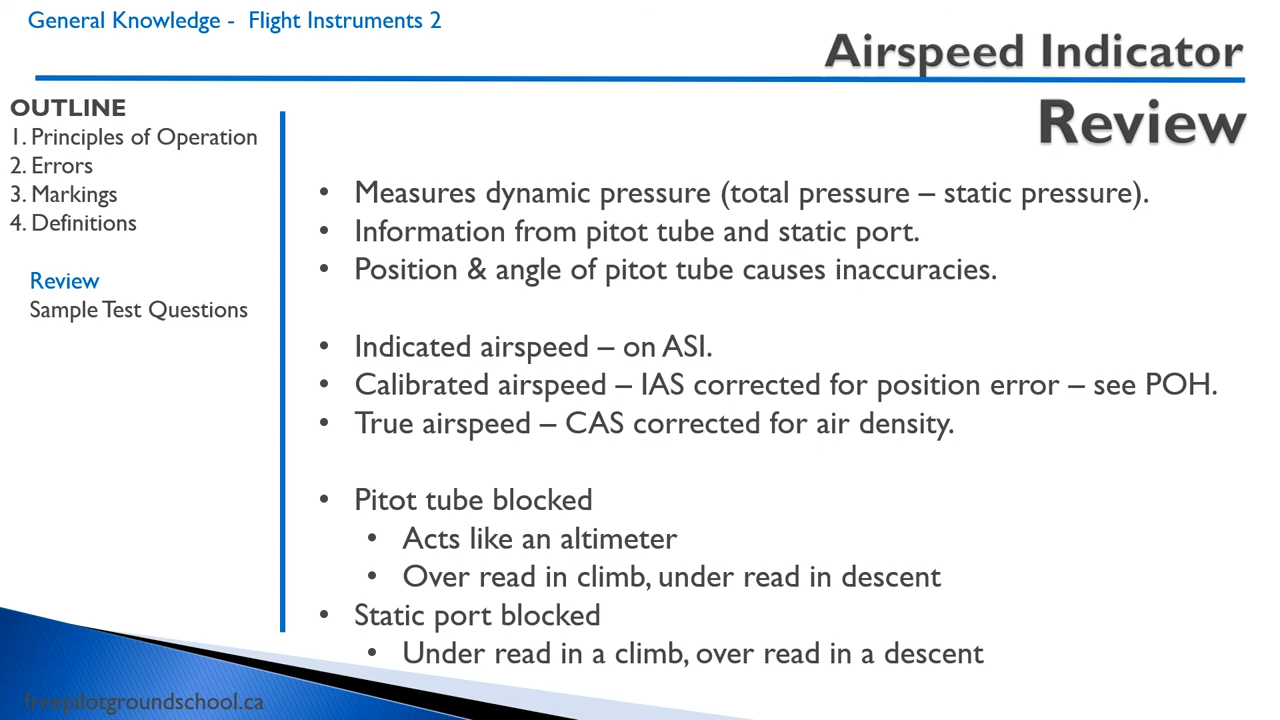 General Knowledge - Flight Instruments 2
Airspeed Indicator
Review
OUTLINE
1. Principles of Operation
2. Errors
3. Markings
4. Definitions
Review
Sample Test Questions
• Measures dynamic pressure (total pressure – static pressure).
• Information from pitot tube and static port.
• Position & angle of pitot tube causes inaccuracies.
• Indicated airspeed – on ASI.
• Calibrated airspeed – IAS corrected for position error – see POH.
• True airspeed – CAS corrected for air density.
• Pitot tube blocked
• Acts like an altimeter
• Over read in climb, under read in descent
• Static port blocked
• Under read in a climb, over read in a descent
freepilotgroundschool.ca